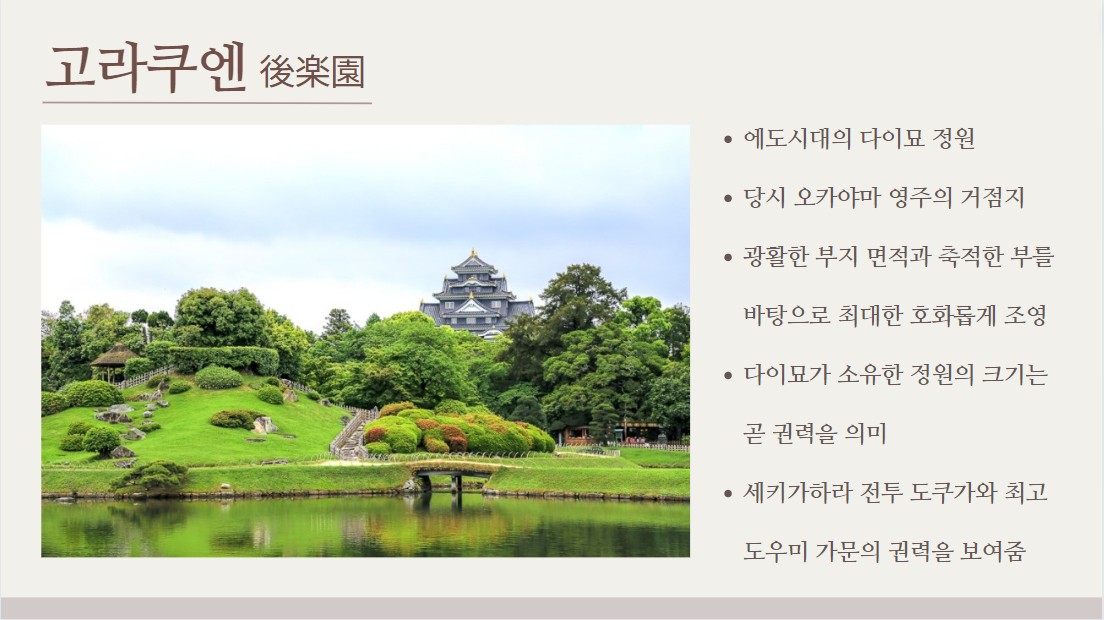 고라쿠엔 後楽園
• 에도시대의 다이묘 정원
• 당시 오카야마 영주의 거점지
• 광활한 부지 면적과 축적한 부를
바탕으로 최대한 호화롭게 조영
• 다이묘가 소유한 정원의 크기는
곧 권력을 의미
• 세키가하라 전투 도쿠가와 최고
도우미 가문의 권력을 보여줌